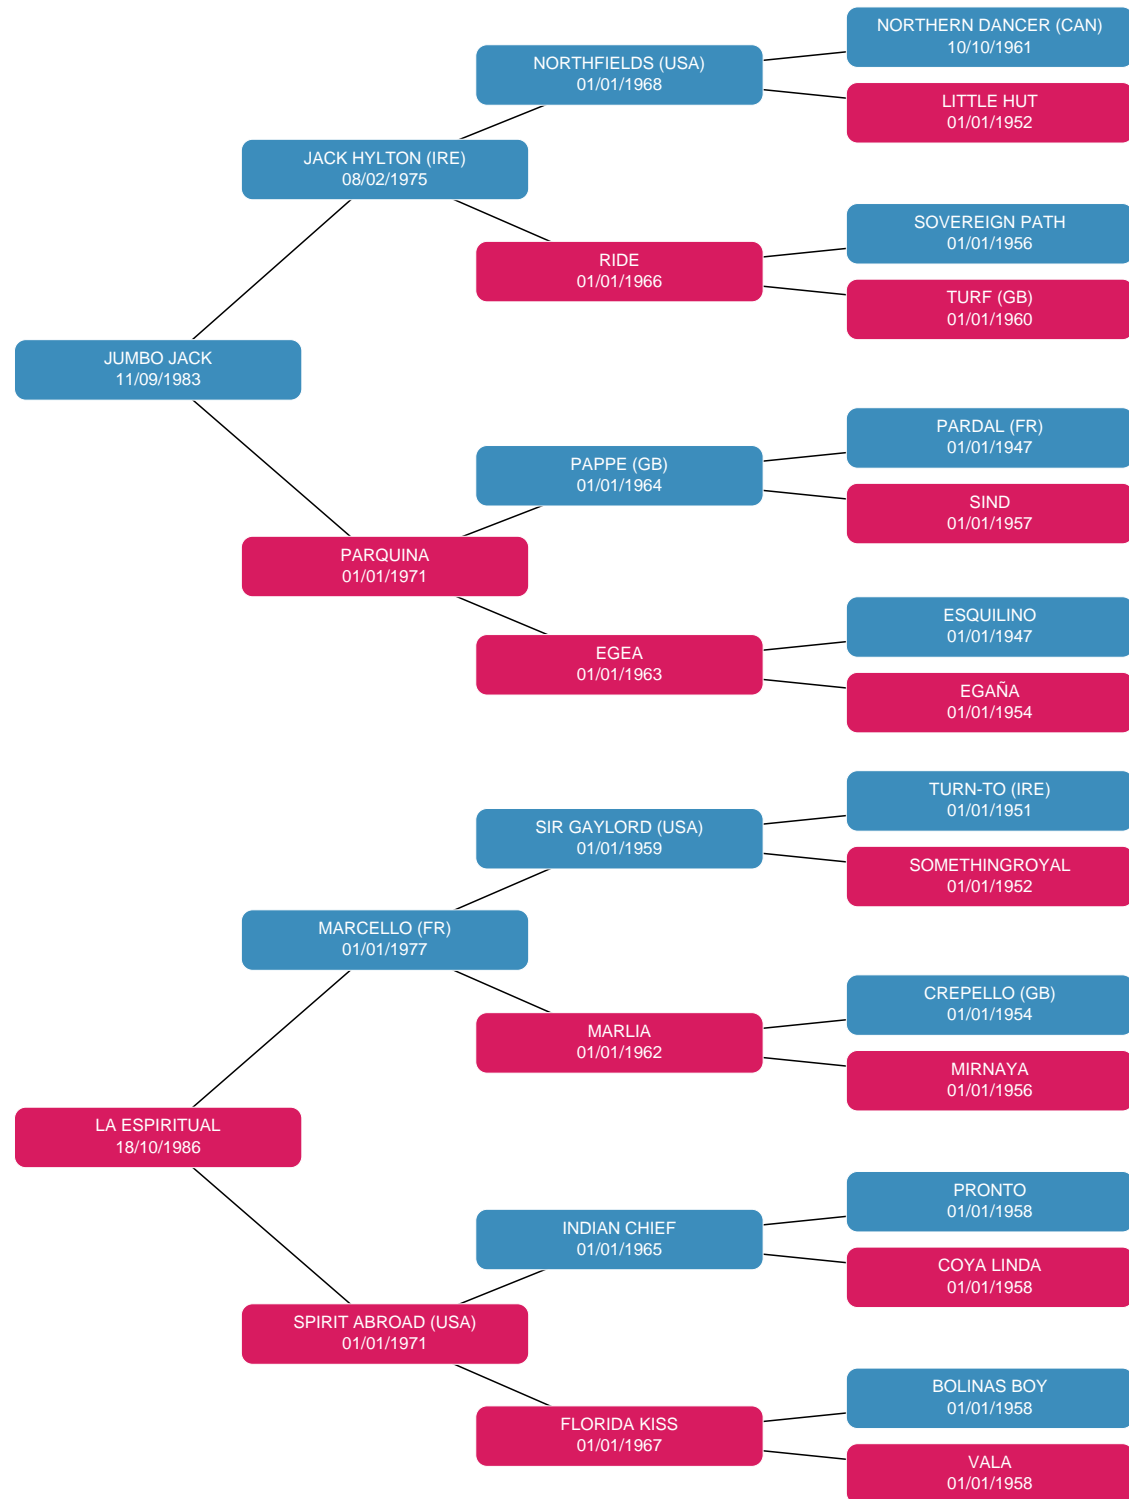 NORTHERN DANCER (CAN)
10/10/1961
NORTHFIELDS (USA)
01/01/1968
LITTLE HUT
01/01/1952
JACK HYLTON (IRE)
08/02/1975
SOVEREIGN PATH
01/01/1956
RIDE
01/01/1966
TURF (GB)
01/01/1960
JUMBO JACK
11/09/1983
PARDAL (FR)
01/01/1947
PAPPE (GB)
01/01/1964
SIND
01/01/1957
PARQUINA
01/01/1971
ESQUILINO
01/01/1947
EGEA
01/01/1963
EGAÑA
01/01/1954
TURN-TO (IRE)
01/01/1951
SIR GAYLORD (USA)
01/01/1959
SOMETHINGROYAL
01/01/1952
MARCELLO (FR)
01/01/1977
CREPELLO (GB)
01/01/1954
MARLIA
01/01/1962
MIRNAYA
01/01/1956
LA ESPIRITUAL
18/10/1986
PRONTO
01/01/1958
INDIAN CHIEF
01/01/1965
COYA LINDA
01/01/1958
SPIRIT ABROAD (USA)
01/01/1971
BOLINAS BOY
01/01/1958
FLORIDA KISS
01/01/1967
VALA
01/01/1958